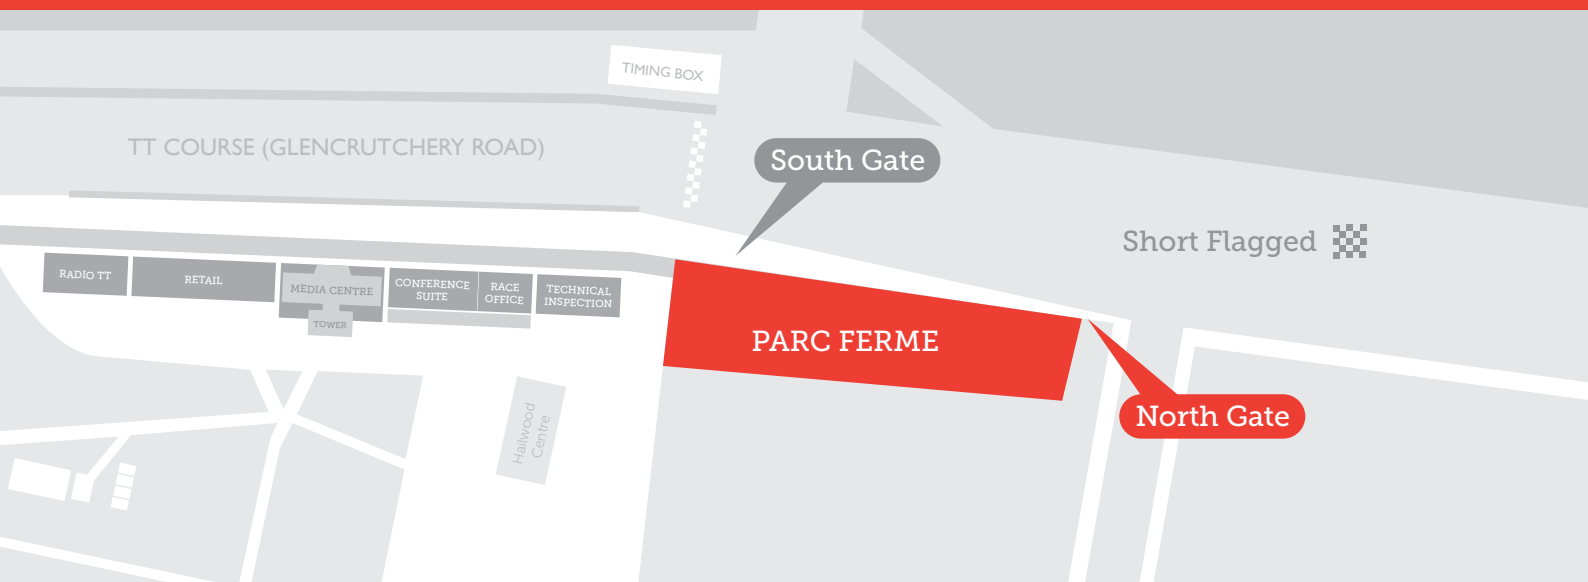 TIMING BOX
TT COURSE (GLENCRUTCHERY ROAD)
South Gate
Short Flagged
RADIO TT
RETAIL
MEDIA CENTRE
TOWER
CONFERENCE
SUITE
RACE
OFFICE
TECHNICAL
INSPECTION
PARC FERME
North Gate
Hailwood
Centre